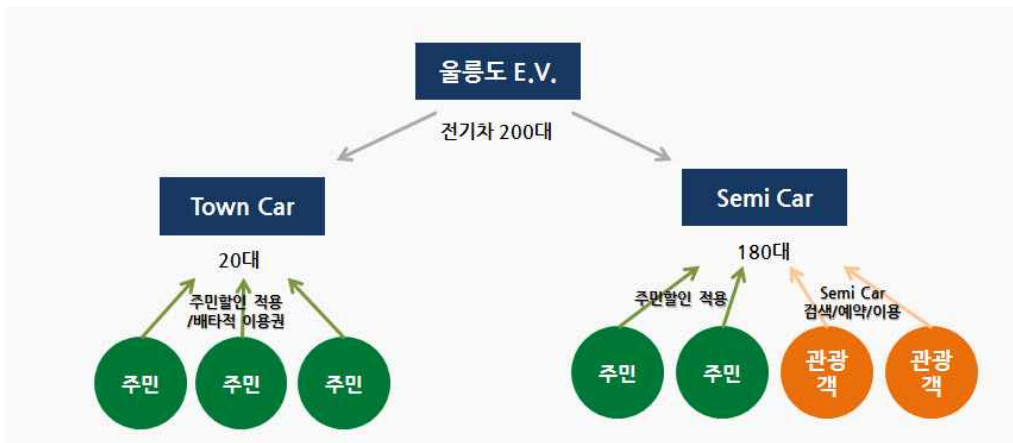 울릉도 E.V.
전기차 200대
Town Car
20대
주민할인 적용
/배타적 이용권
주민
주민
주민
Semi Car
180대
주민할인 적용
Semi Car
검색/예약/이용
주민
주민
관광
객
관광
객